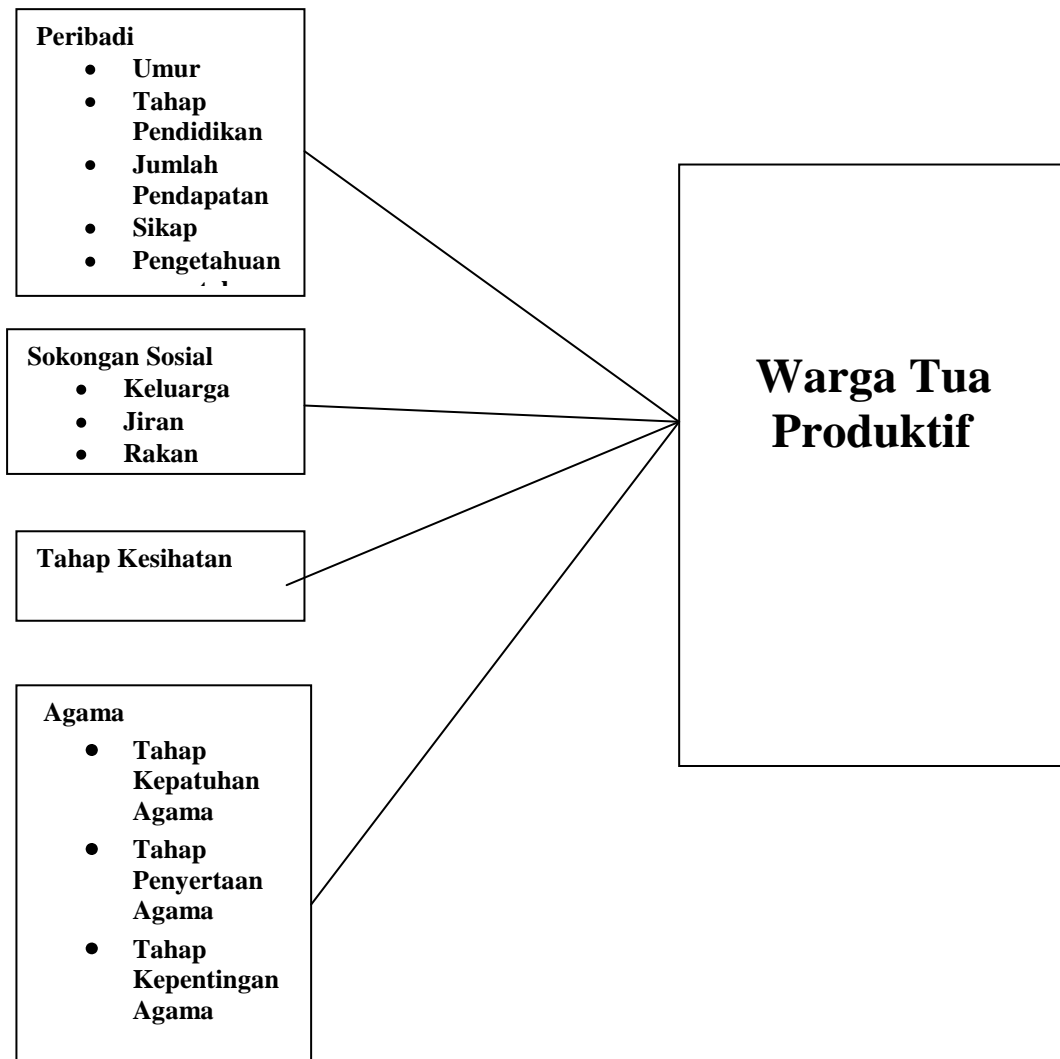 Peribadi
• Umur
• Tahap
Pendidikan
• Jumlah
Pendapatan
• Sikap
• Pengetahuan
Sokongan Sosial
• Keluarga
• Jiran
• Rakan
Tahap Kesihatan
Agama
• Tahap
Kepatuhan
Agama
• Tahap
Penyertaan
Agama
• Tahap
Kepentingan
Agama
Warga Tua
Produktif